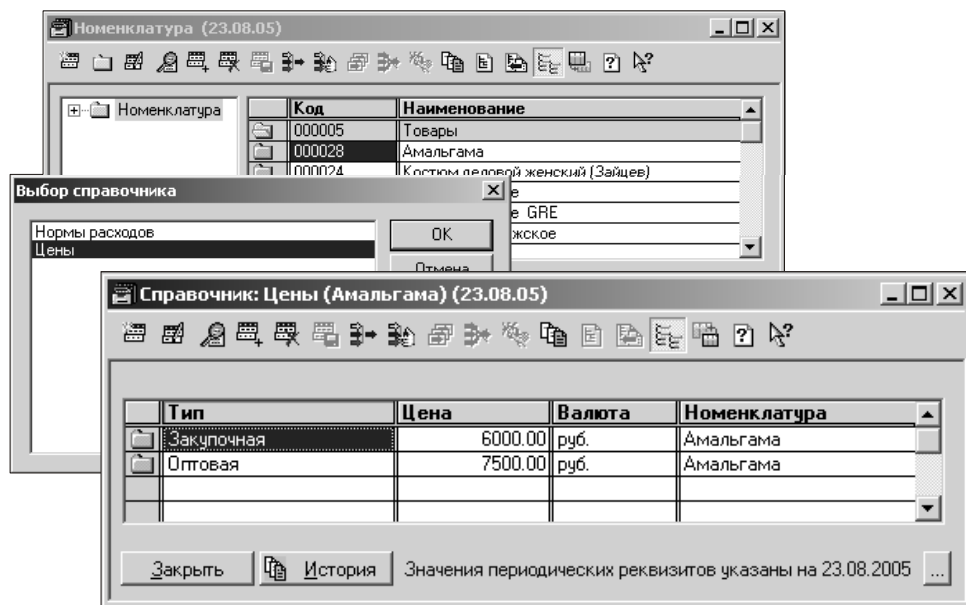 Номенклатура (23.08.05)
Номенклатура
Код Наименование
000005 Товары
000028 Амальгама
000024 Костюм деловой женский (Зайцев)
Выбор справочника
е
е GRE
Нормы расходов
OK
жское
Цены
Отмена
Справочник: Цены (Амальгама) (23.08.05)
Тип Цена Валюта Номенклатура
Закупочная 6000.00 руб. Амальгама
Оптовая 7500.00 руб. Амальгама
Закрыть История Значения периодических реквизитов указаны на 23.08.2005 ...